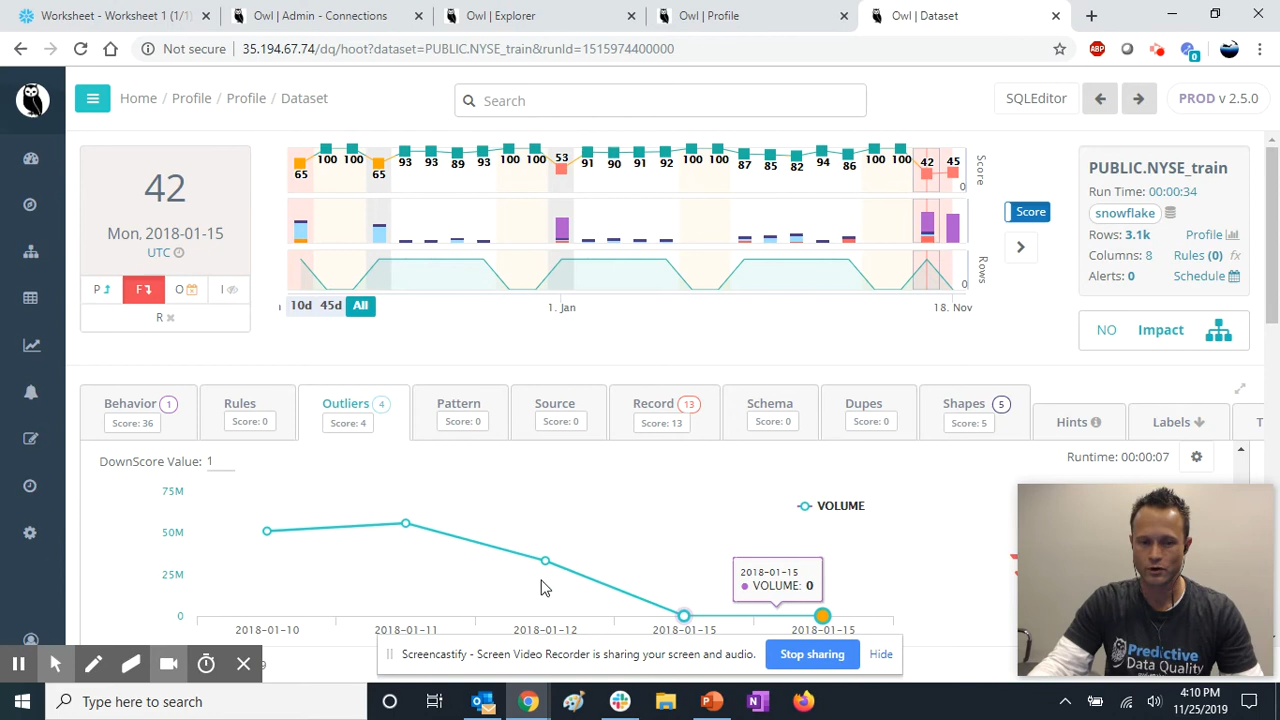 Worksheet - Worksheet 1 (1/1)
Owl | Admin - Connections
Owl | Explorer
Owl | Profile
Owl | Dataset
Not secure
35.194.67.74/dq/hoot?dataset=PUBLIC.NYSE_train&runId=1515974400000
ABP
0
Home / Profile / Profile / Dataset
Search
SQLEditor
PROD v 2.5.0
42
Mon, 2018-01-15
UTC
P
F
O
I
R
65 100 100 65 93 93 89 93 100 100 53 91 90 91 92 100 100 87 85 82 94 86 100 100 42 45
Score
0
Rows
0
10d 45d All
1. Jan
18. Nov
Score
PUBLIC.NYSE_train
Run Time: 00:00:34
snowflake
Rows: 3.1k
Profile
Columns: 8
Rules (0) fx
Alerts: 0
Schedule
NO Impact
Behavior 1
Score: 36
Rules
Score: 0
Outliers 4
Score: 4
Pattern
Score: 0
Source
Score: 0
Record 13
Score: 13
Schema
Score: 0
Dupes
Score: 0
Shapes 5
Score: 5
Hints
Labels
T
DownScore Value: 1
Runtime: 00:00:07
75M
50M
25M
0
VOLUME
2018-01-15
VOLUME: 0
2018-01-10
2018-01-11
2018-01-12
2018-01-15
2018-01-15
Screencastify - Screen Video Recorder is sharing your screen and audio.
Stop sharing
Hide
Predictive
Data Quality
Type here to search
4:10 PM
11/25/2019